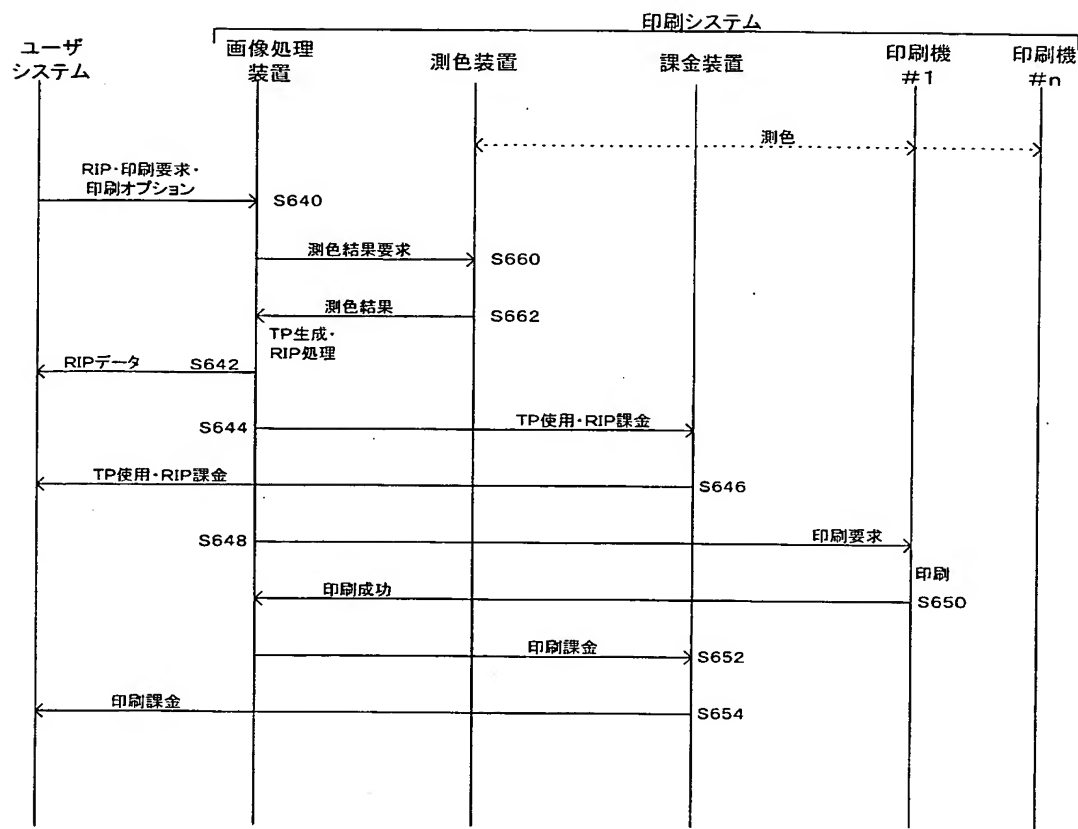 印刷システム
ユーザ
システム
画像処理
装置
測色装置
課金装置
印刷機
#1
印刷機
#n
測色
RIP・印刷要求・
印刷オプション
S640
測色結果要求
S660
測色結果
S662
TP生成・
RIP処理
RIPデータ
S642
S644
TP使用・RIP課金
TP使用・RIP課金
S646
S648
印刷要求
印刷
印刷成功
S650
印刷課金
S652
印刷課金
S654